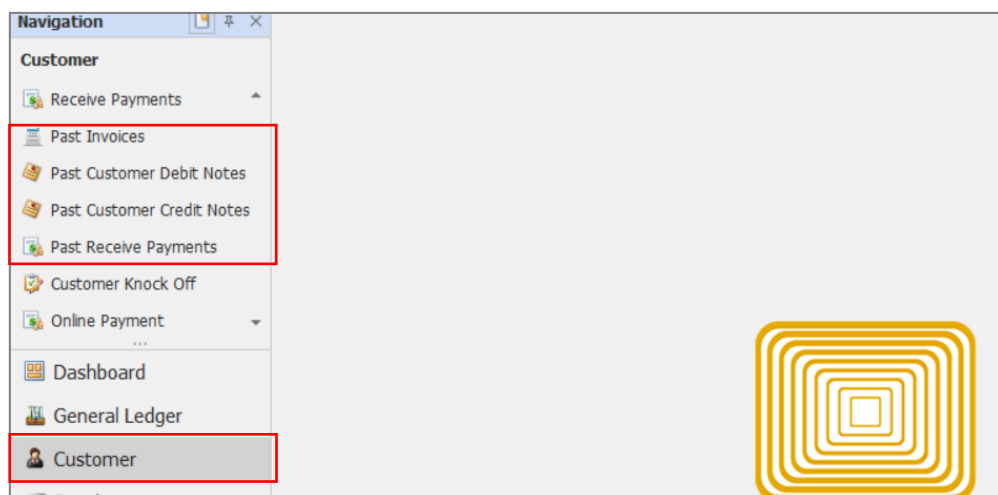 Navigation
Customer
Receive Payments
Past Invoices
Past Customer Debit Notes
Past Customer Credit Notes
Past Receive Payments
Customer Knock Off
Online Payment
...
Dashboard
General Ledger
Customer